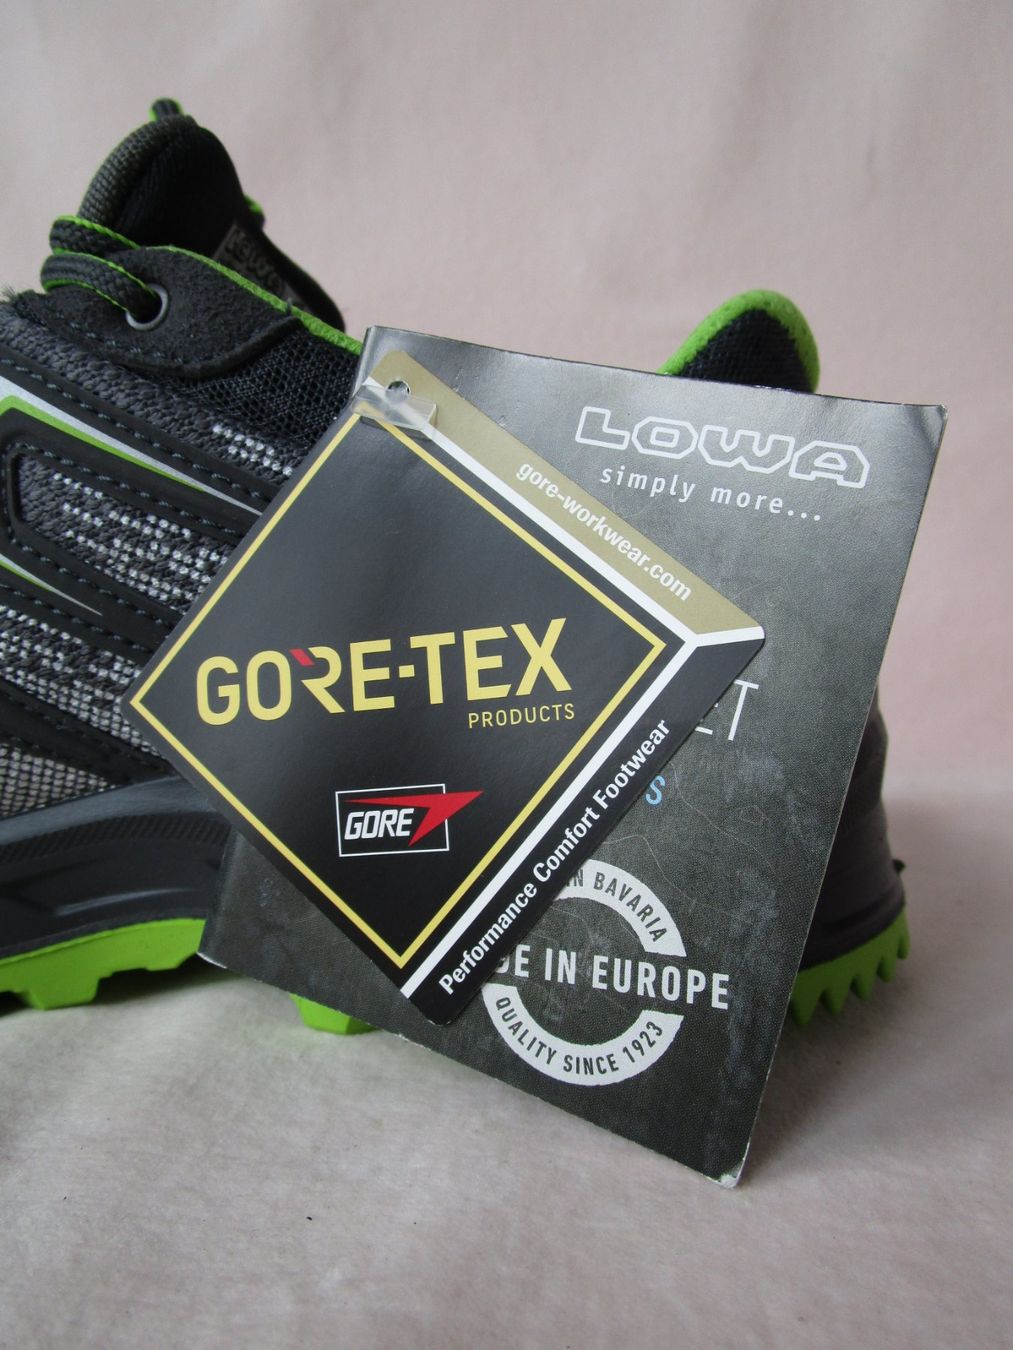 LOWA
simply more...
gore-workwear.com
GORE-TEX
PRODUCTS
GORE
Performance Comfort Footwear
IN BAVARIA
IN EUROPE
QUALITY SINCE 1923